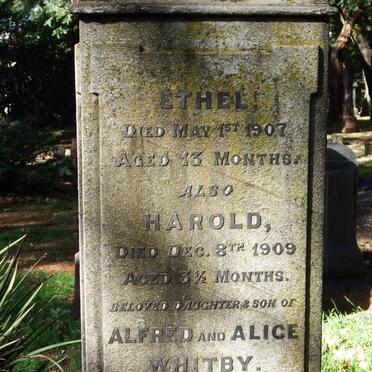 ETHEL,
DIED MAY 1ST 1907
AGED 13 MONTHS.
ALSO
HAROLD,
DIED DEC. 8TH 1909
AGED 3½ MONTHS.
BELOVED DAUGHTER & SON OF
ALFRED AND ALICE
WHITBY.